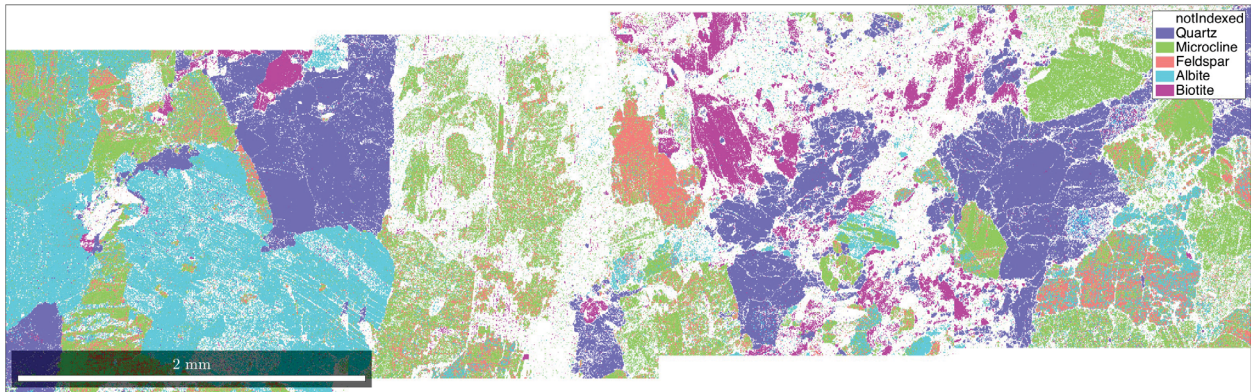 notIndexed
Quartz
Microcline
Feldspar
Albite
Biotite
2 mm